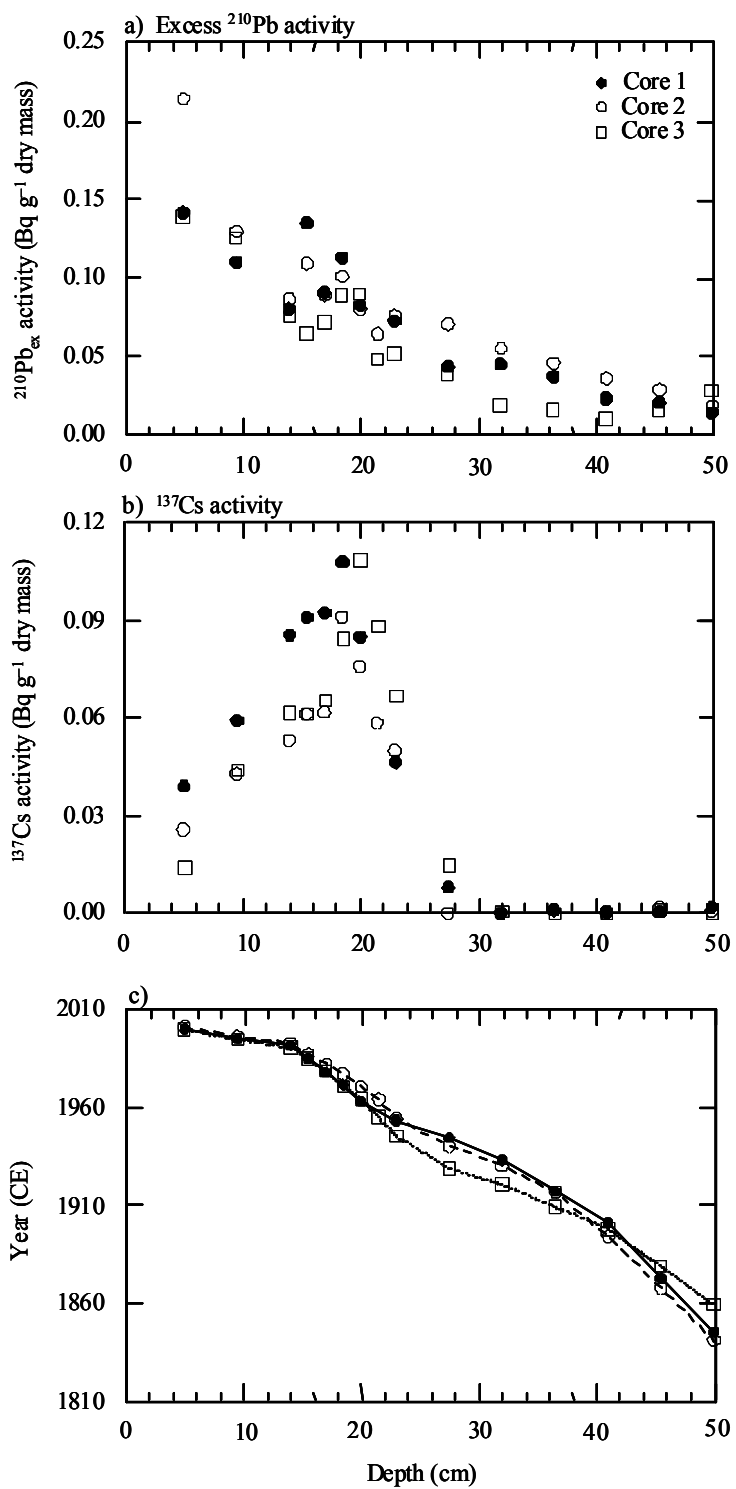 a) Excess ²¹⁰Pb activity
0.25
0.20
0.15
0.10
0.05
0.00
²¹⁰Pbₑₓ activity (Bq g⁻¹ dry mass)
Core 1
Core 2
Core 3
0 10 20 30 40 50
b) ¹³⁷Cs activity
0.12
0.09
0.06
0.03
0.00
¹³⁷Cs activity (Bq g⁻¹ dry mass)
0 10 20 30 40 50
c)
2010
1960
1910
1860
1810
Year (CE)
0 10 20 30 40 50
Depth (cm)